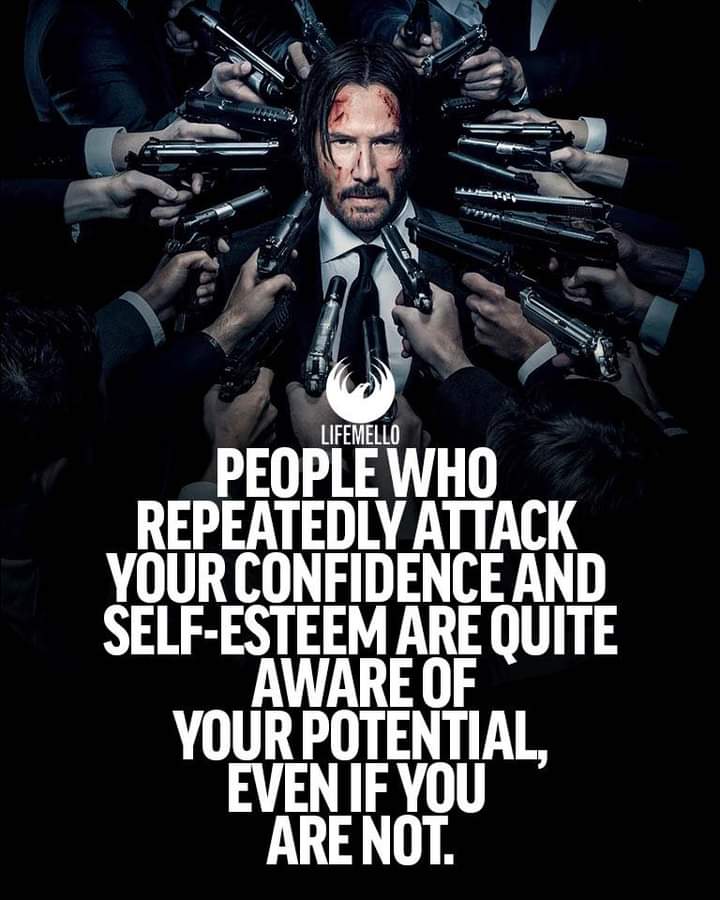 LIFEMELLO
PEOPLE WHO
REPEATEDLY ATTACK
YOUR CONFIDENCE AND
SELF-ESTEEM ARE QUITE
AWARE OF
YOUR POTENTIAL,
EVEN IF YOU
ARE NOT.